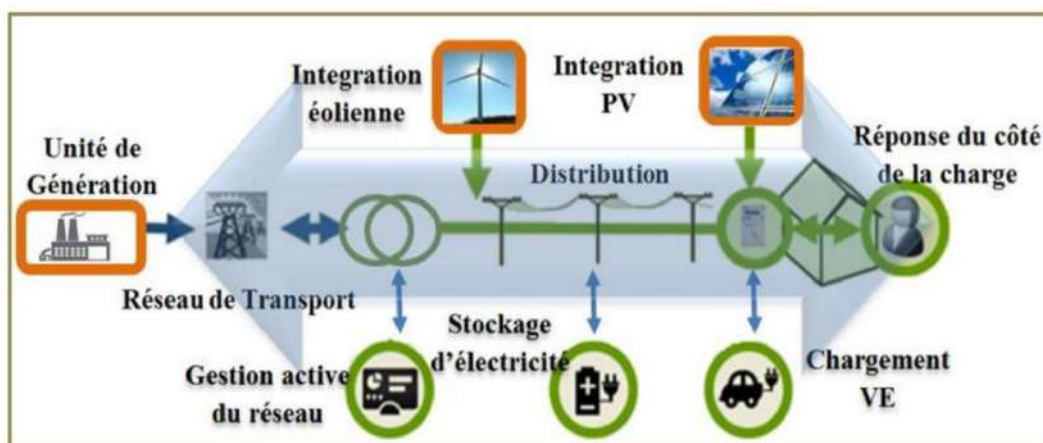 Integration
éolienne
Integration
PV
Unité de
Génération
Réponse du côté
de la charge
Distribution
Réseau de Transport
Stockage
d’électricité
Gestion active
du réseau
Chargement
VE